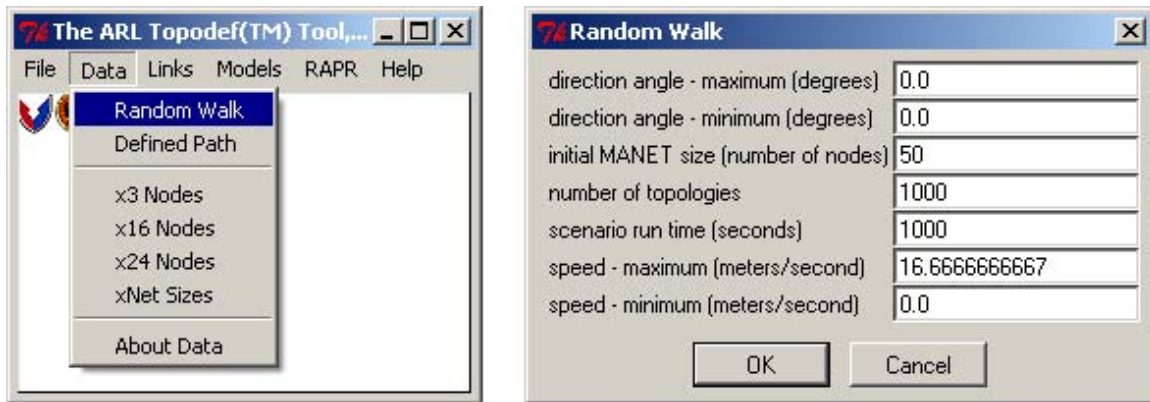 The ARL Topodef(TM) Tool,...
File Data Links Models RAPR Help
Random Walk
Defined Path
x3 Nodes
x16 Nodes
x24 Nodes
xNet Sizes
About Data
Random Walk
direction angle - maximum (degrees) 0.0
direction angle - minimum (degrees) 0.0
initial MANET size (number of nodes) 50
number of topologies 1000
scenario run time (seconds) 1000
speed - maximum (meters/second) 16.6666666667
speed - minimum (meters/second) 0.0
OK Cancel